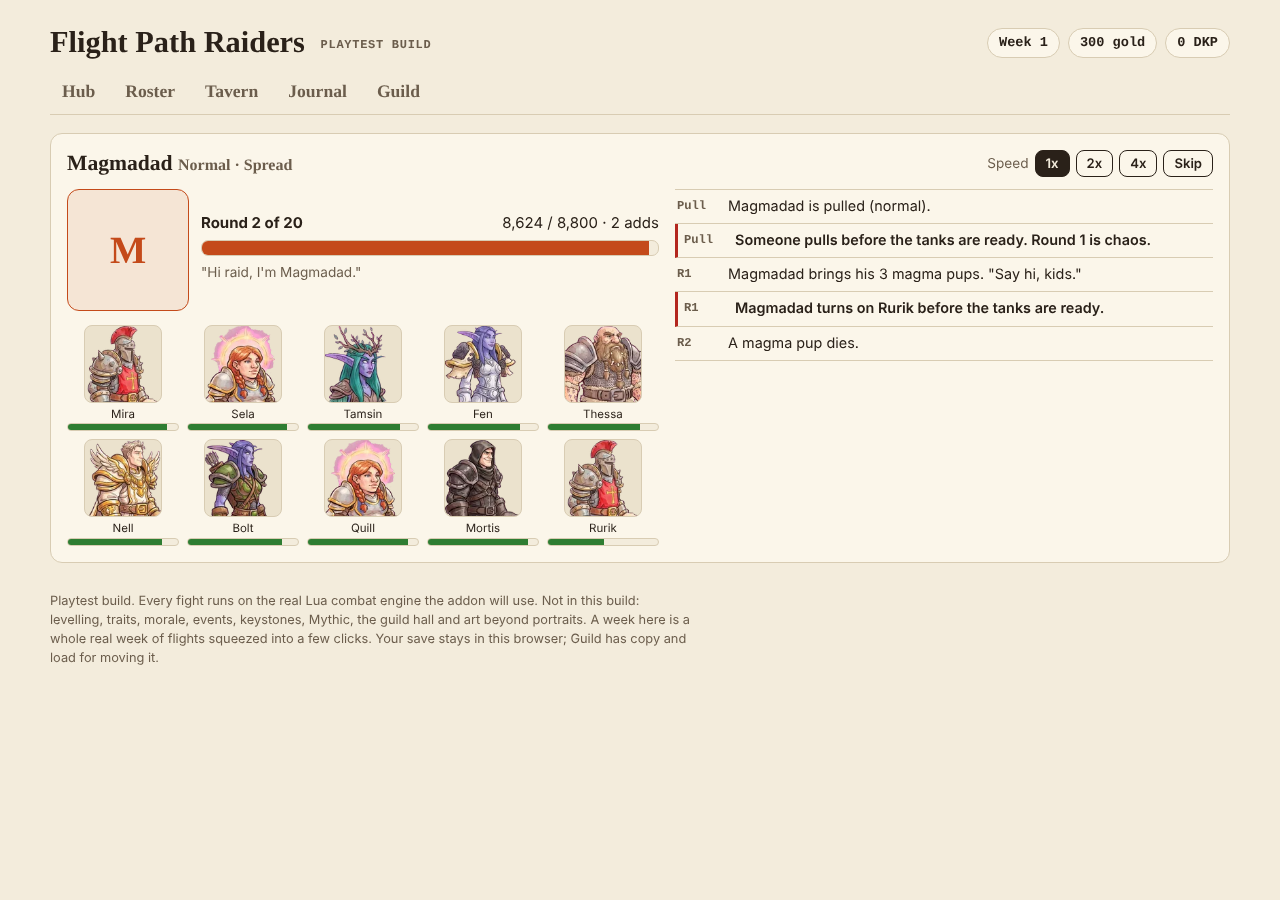 Flight Path Raiders PLAYTEST BUILD
Week 1 300 gold 0 DKP
Hub Roster Tavern Journal Guild
Magmadad Normal · Spread
Speed 1x 2x 4x Skip
M
Round 2 of 20 8,624 / 8,800 · 2 adds
"Hi raid, I'm Magmadad."
Mira Sela Tamsin Fen Thessa
Nell Bolt Quill Mortis Rurik
Pull Magmadad is pulled (normal).
Pull Someone pulls before the tanks are ready. Round 1 is chaos.
R1 Magmadad brings his 3 magma pups. "Say hi, kids."
R1 Magmadad turns on Rurik before the tanks are ready.
R2 A magma pup dies.
Playtest build. Every fight runs on the real Lua combat engine the addon will use. Not in this build:
levelling, traits, morale, events, keystones, Mythic, the guild hall and art beyond portraits. A week here is a
whole real week of flights squeezed into a few clicks. Your save stays in this browser; Guild has copy and
load for moving it.